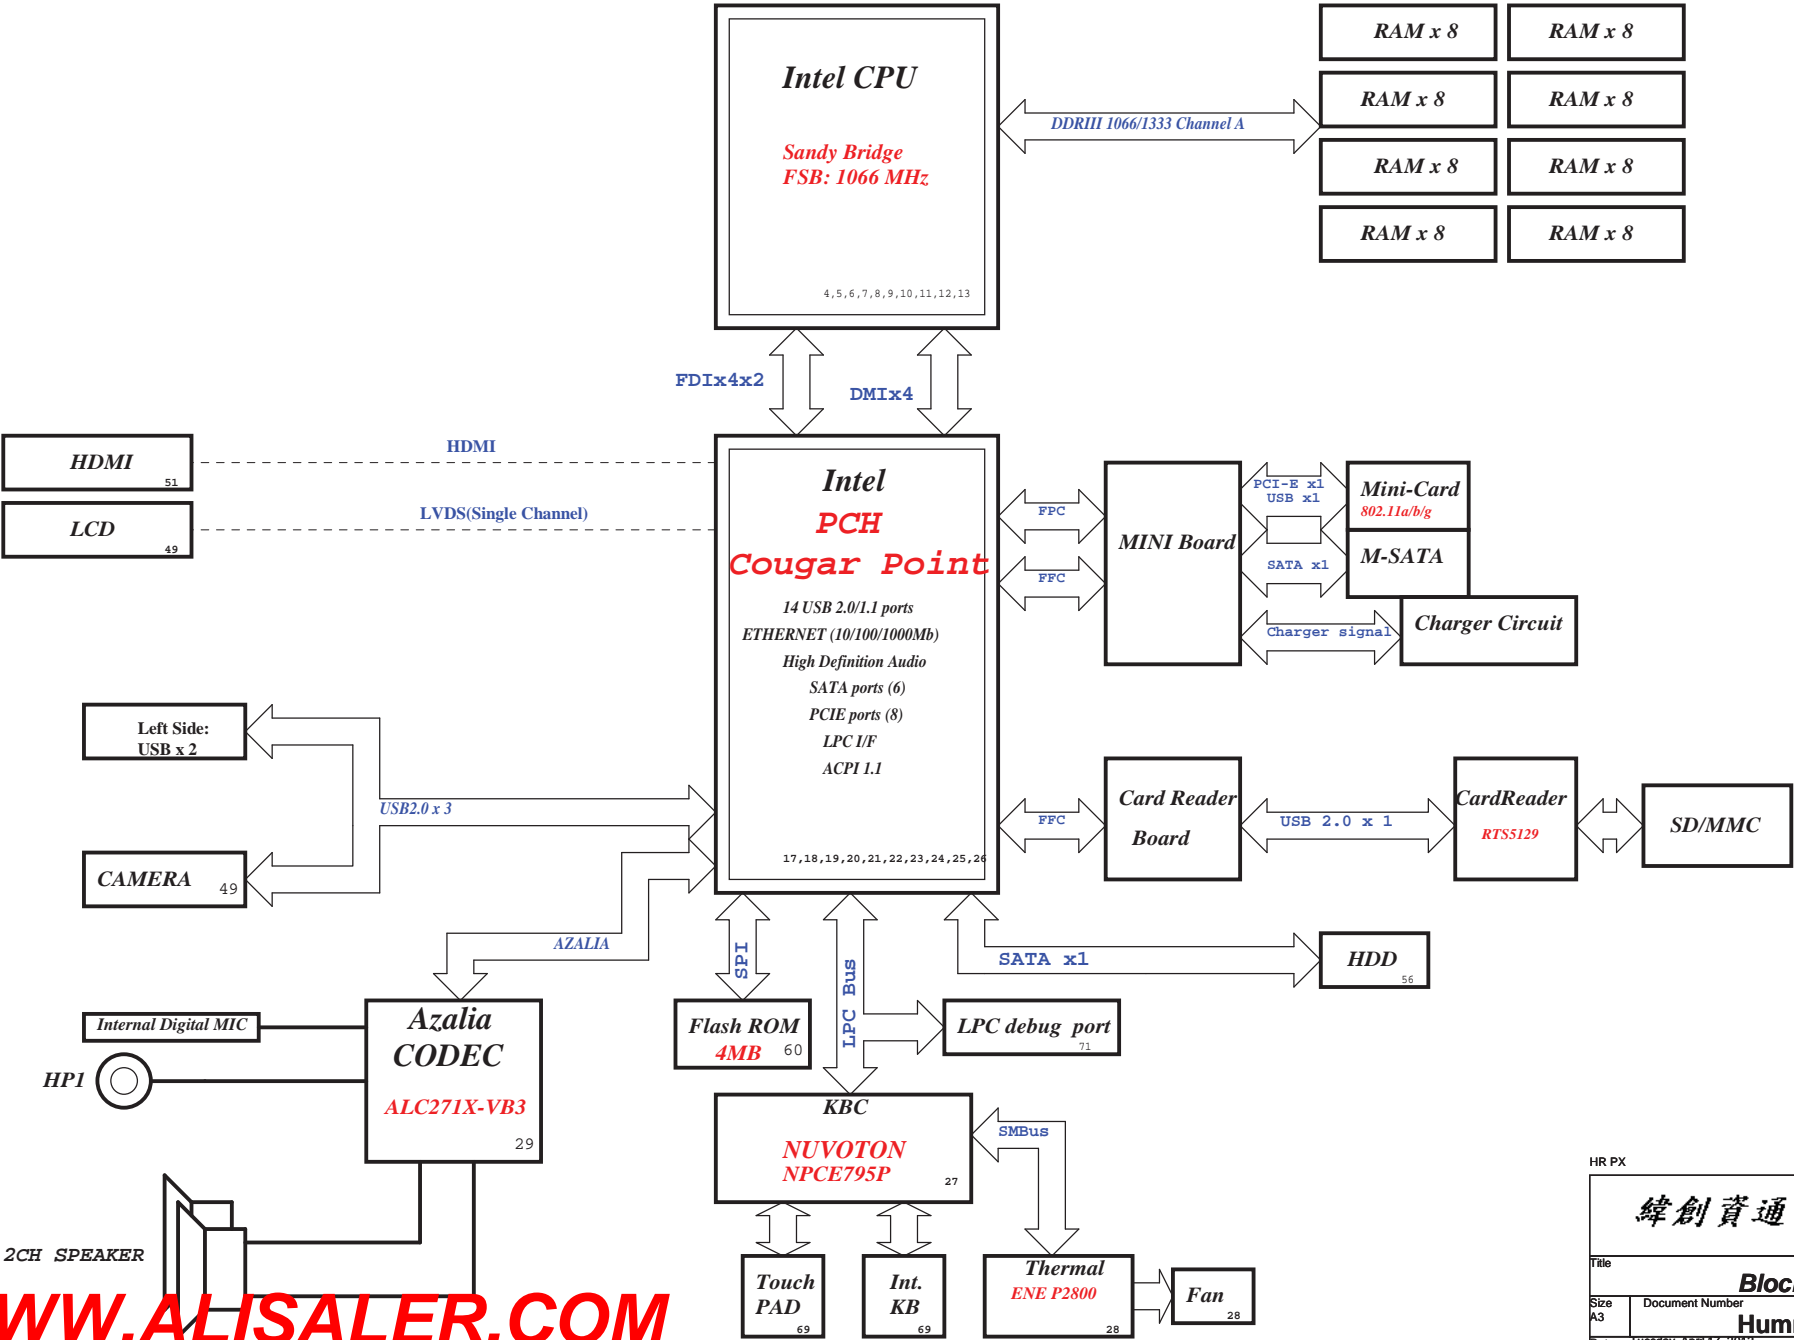 Intel CPU
Sandy Bridge
FSB: 1066 MHz
4,5,6,7,8,9,10,11,12,13
DDRIII 1066/1333 Channel A
RAM x 8
RAM x 8
RAM x 8
RAM x 8
RAM x 8
RAM x 8
RAM x 8
RAM x 8
FDIx4x2
DMIx4
HDMI
51
HDMI
LCD
49
LVDS(Single Channel)
Intel
PCH
Cougar Point
14 USB 2.0/1.1 ports
ETHERNET (10/100/1000Mb)
High Definition Audio
SATA ports (6)
PCIE ports (8)
LPC I/F
ACPI 1.1
17,18,19,20,21,22,23,24,25,26
FPC
FFC
MINI Board
PCI-E x1
USB x1
SATA x1
Charger signal
Mini-Card
802.11a/b/g
M-SATA
Charger Circuit
Left Side:
USB x 2
USB2.0 x 3
CAMERA
49
FFC
Card Reader
Board
USB 2.0 x 1
CardReader
RTS5129
SD/MMC
AZALIA
SPI
LPC Bus
SATA x1
HDD
56
Internal Digital MIC
HP1
Azalia
CODEC
ALC271X-VB3
29
Flash ROM
4MB
60
LPC debug port
71
KBC
NUVOTON
NPCE795P
27
SMBus
2CH SPEAKER
Touch
PAD
69
Int.
KB
69
Thermal
ENE P2800
28
Fan
28
WW.ALISALER.COM
HR PX
緯創資通
Title
Bloc
Size
A3
Document Number
Hum